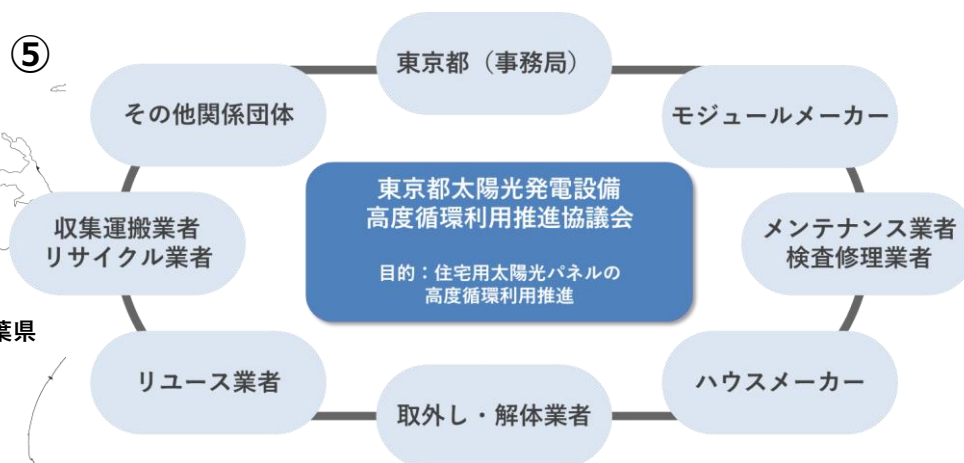 ⑤
東京都（事務局）
その他関係団体
モジュールメーカー
東京都太陽光発電設備
高度循環利用推進協議会
目的：住宅用太陽光パネルの
高度循環利用推進
収集運搬業者
リサイクル業者
メンテナンス業者
検査修理業者
葉県
リユース業者
ハウスメーカー
取外し・解体業者